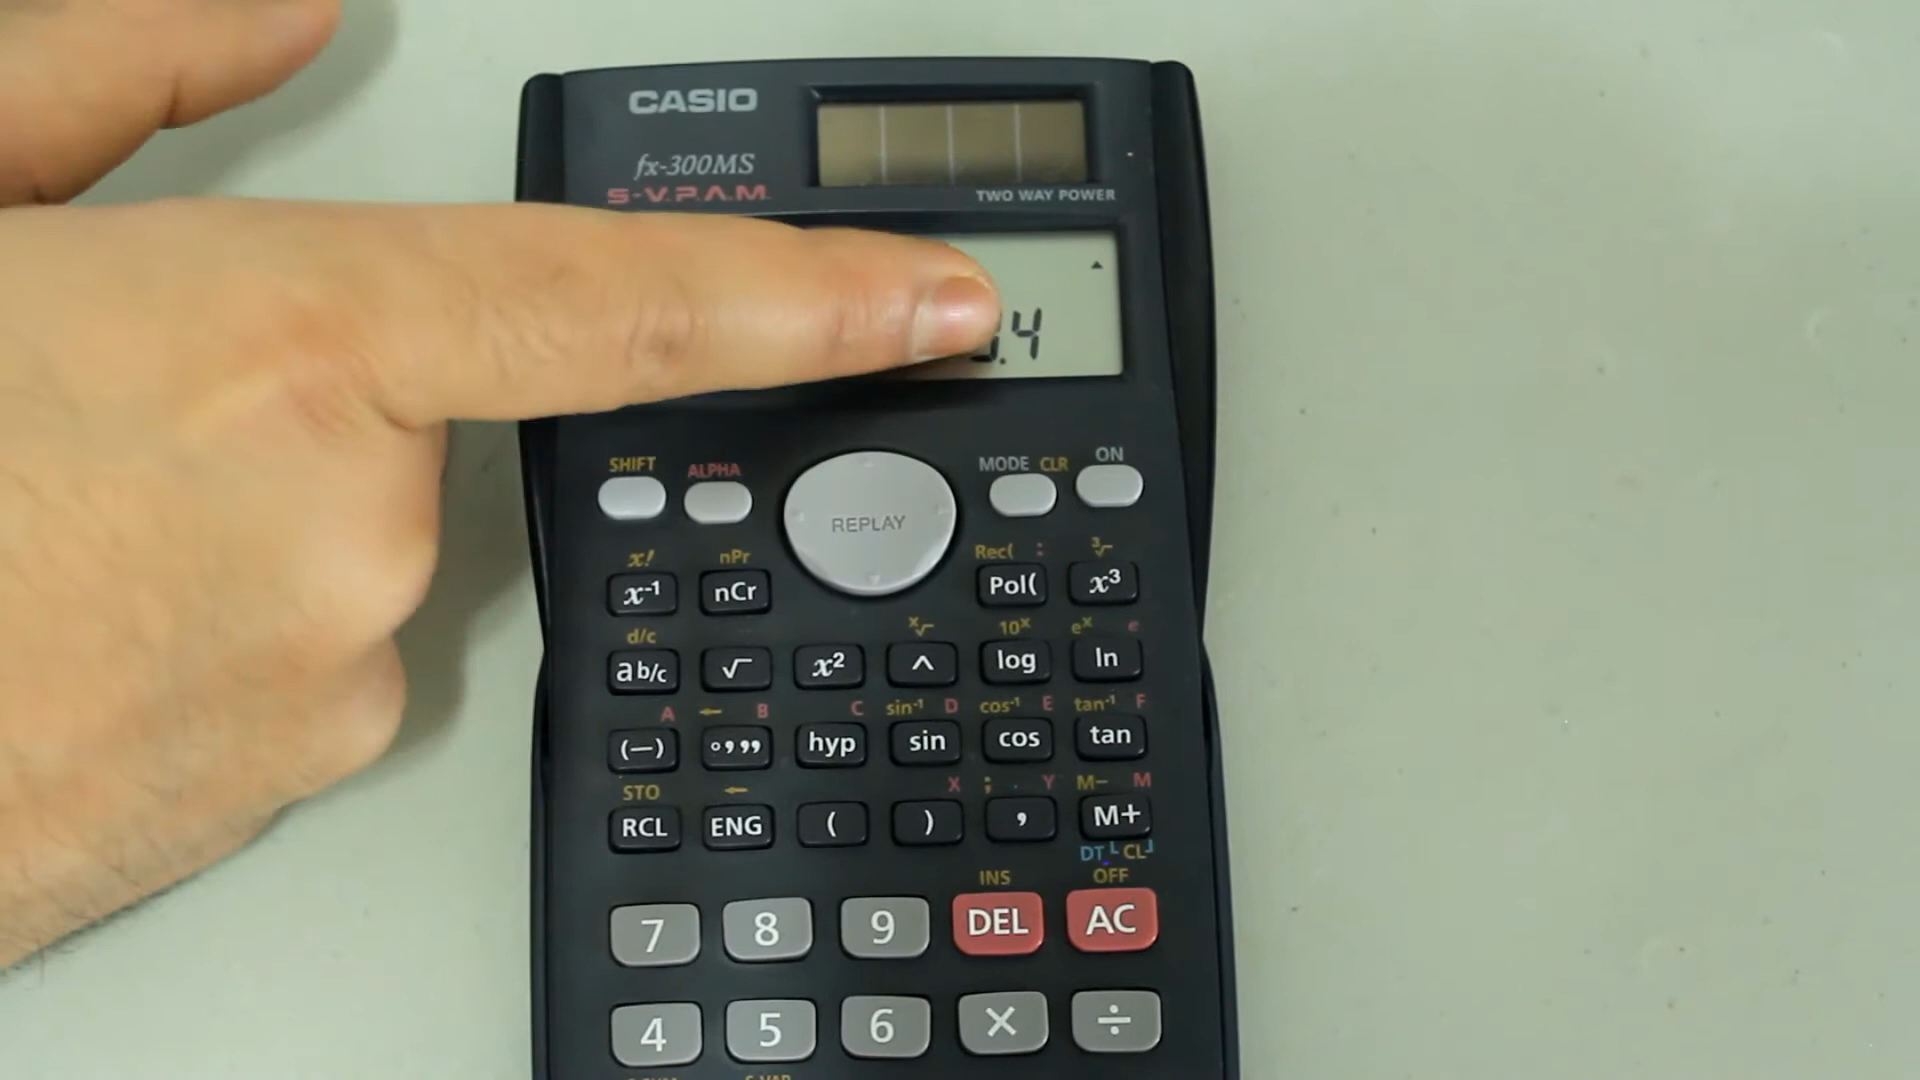 CASIO
fx-300MS
S-V.P.A.M.
TWO WAY POWER
.4
SHIFT ALPHA MODE CLR ON
REPLAY
x! nPr Rec( : ³√
x⁻¹ nCr Pol( x³
d/c ˣ√ 10ˣ eˣ e
a b/c √ x² ^ log ln
A ← B C sin⁻¹ D cos⁻¹ E tan⁻¹ F
(−) °,,, hyp sin cos tan
STO ← X ; Y M− M
RCL ENG ( ) , M+
DT CL
INS OFF
7 8 9 DEL AC
4 5 6 × ÷